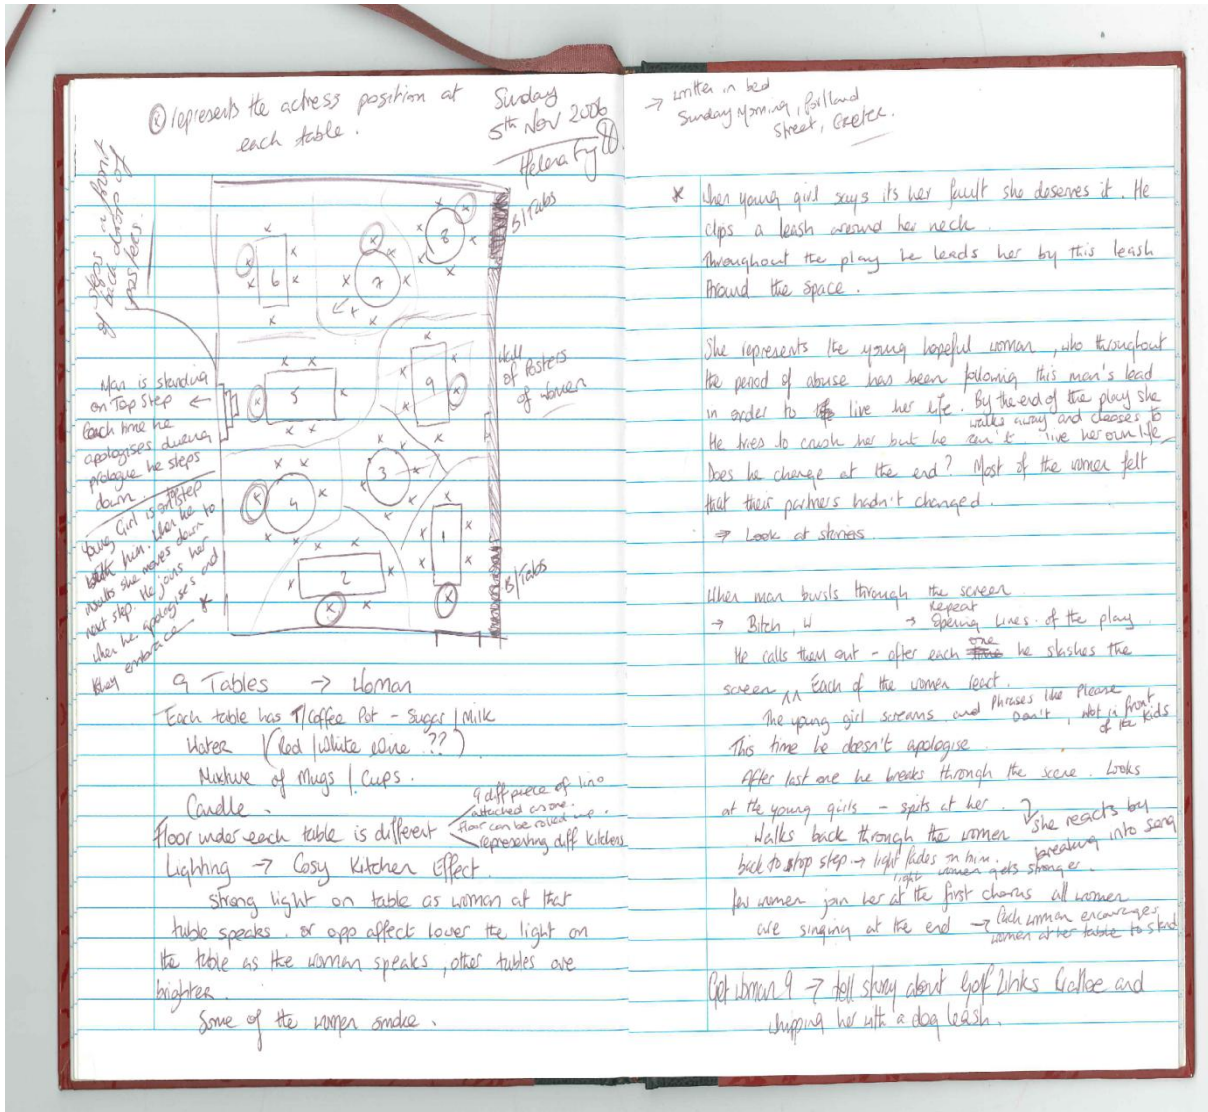 ⓧ represents the actress position at
each table.
Sunday
5th Nov 2006
Helena
①
steps in front
of back drop of
Man is standing
on Top Step ←
Each time he
apologises during
prologue he steps
down
Young Girl is on top step
with him. When he
insults she moves down to
next step. He joins her
when he apologises and
they embrace *
B/Tabs
Wall
of Posters
of Women
B/Tabs
6
7
8
5
9
4
3
1
2
9 Tables → Woman
Each table has T/Coffee Pot - Sugar / Milk
Water (Red / White Wine ??)
Mixture of Mugs / Cups.
Candle.
Floor under each table is different
9 diff piece of lino
attached as one.
Floor can be rolled up.
representing diff kitchens
Lighting → Cosy Kitchen Effect.
Strong light on table as woman at that
table speaks. or opp affect lower the light on
the table as the woman speaks, other tables are
brighter.
Some of the women smoke.
→ written in bed
Sunday Morning, Portland
Street, Exeter.
* When young girl says its her fault she deserves it. He
clips a leash around her neck.
Throughout the play he leads her by this leash
Around the space.
She represents the young hopeful woman, who throughout
the period of abuse has been following this man's lead
in order to live her life. By the end of the play she
walks away and chooses to
He tries to crush her but he can't. live her own life
Does he change at the end? Most of the women felt
that their partners hadn't changed.
→ Look at stories.
When man bursts through the screen
→ Bitch, W → Repeat Opening Lines of the play
He calls them out - after each one he slashes the
screen ^^ Each of the women react.
The young girl screams and Phrases like Please
Don't, Not in front
of the kids
This time he doesn't apologise
After last one he breaks through the scene. Looks
at the young girls - spits at her.
→ she reacts by
breaking into song
Walks back through the women
back to top step → light fades on him.
light women gets stronger.
few women join her at the first chorus all women
are singing at the end → Each woman encourages
women at her table to stand
Get Woman 9 → tell story about Golf Links and
whipping her with a dog leash.